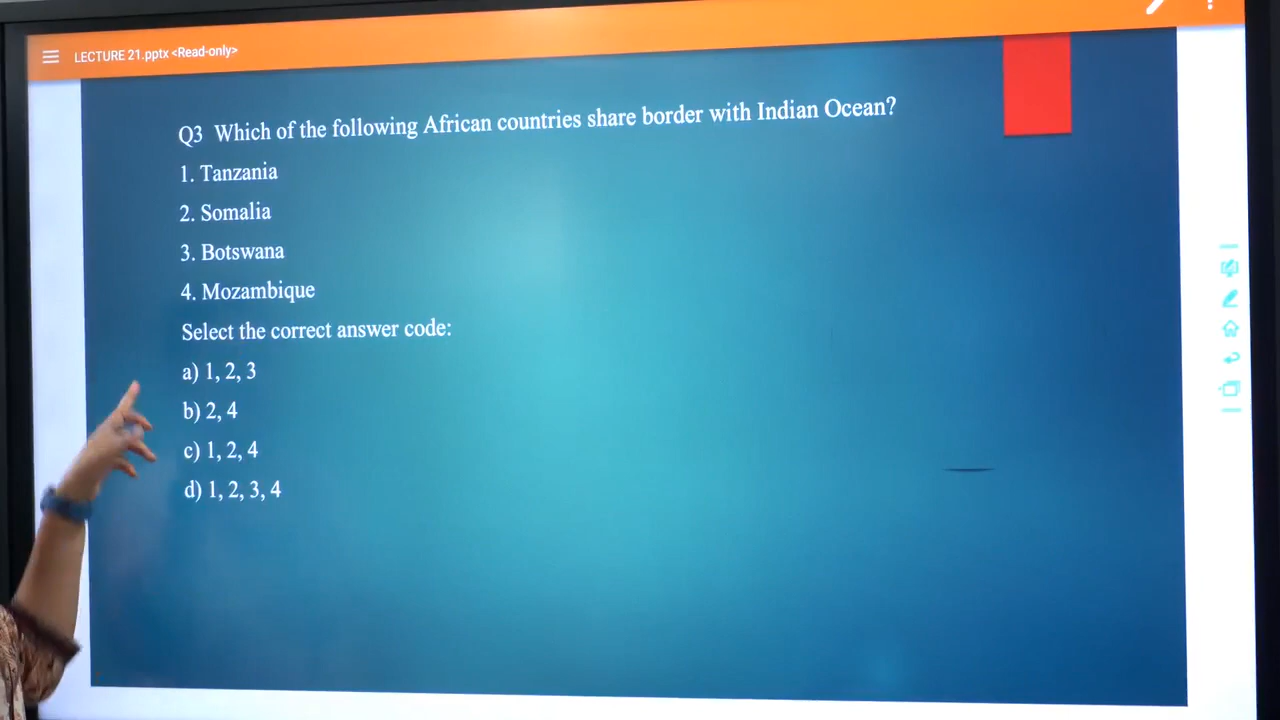 LECTURE 21.pptx <Read-only>
Q3 Which of the following African countries share border with Indian Ocean?
1. Tanzania
2. Somalia
3. Botswana
4. Mozambique
Select the correct answer code:
a) 1, 2, 3
b) 2, 4
c) 1, 2, 4
d) 1, 2, 3, 4